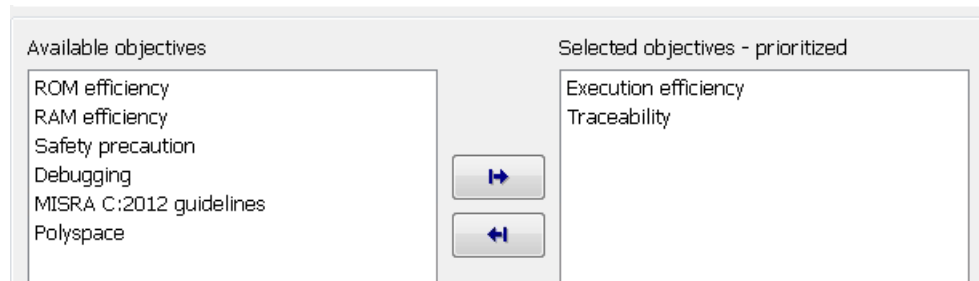 Available objectives
ROM efficiency
RAM efficiency
Safety precaution
Debugging
MISRA C:2012 guidelines
Polyspace
Selected objectives - prioritized
Execution efficiency
Traceability